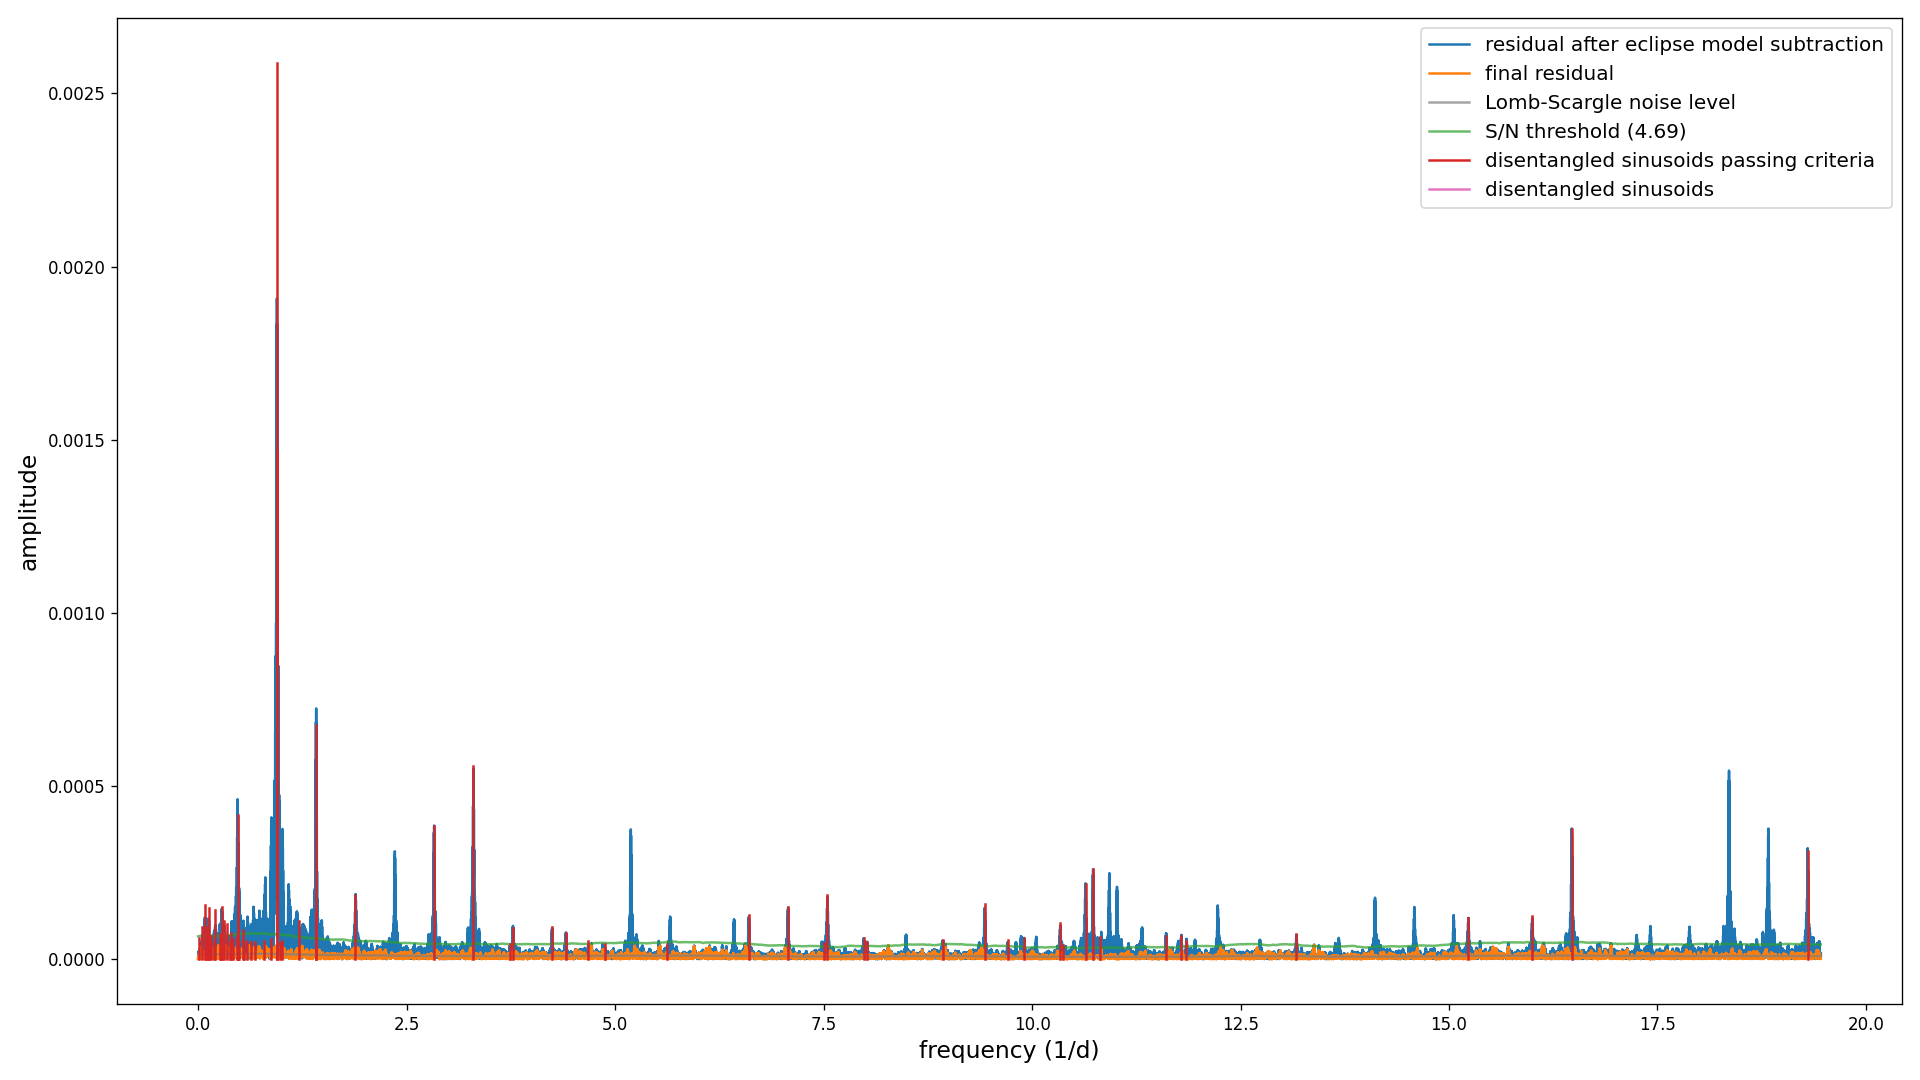 residual after eclipse model subtraction
final residual
Lomb-Scargle noise level
S/N threshold (4.69)
disentangled sinusoids passing criteria
disentangled sinusoids
0.0025
0.0020
0.0015
0.0010
0.0005
0.0000
amplitude
0.0 2.5 5.0 7.5 10.0 12.5 15.0 17.5 20.0
frequency (1/d)